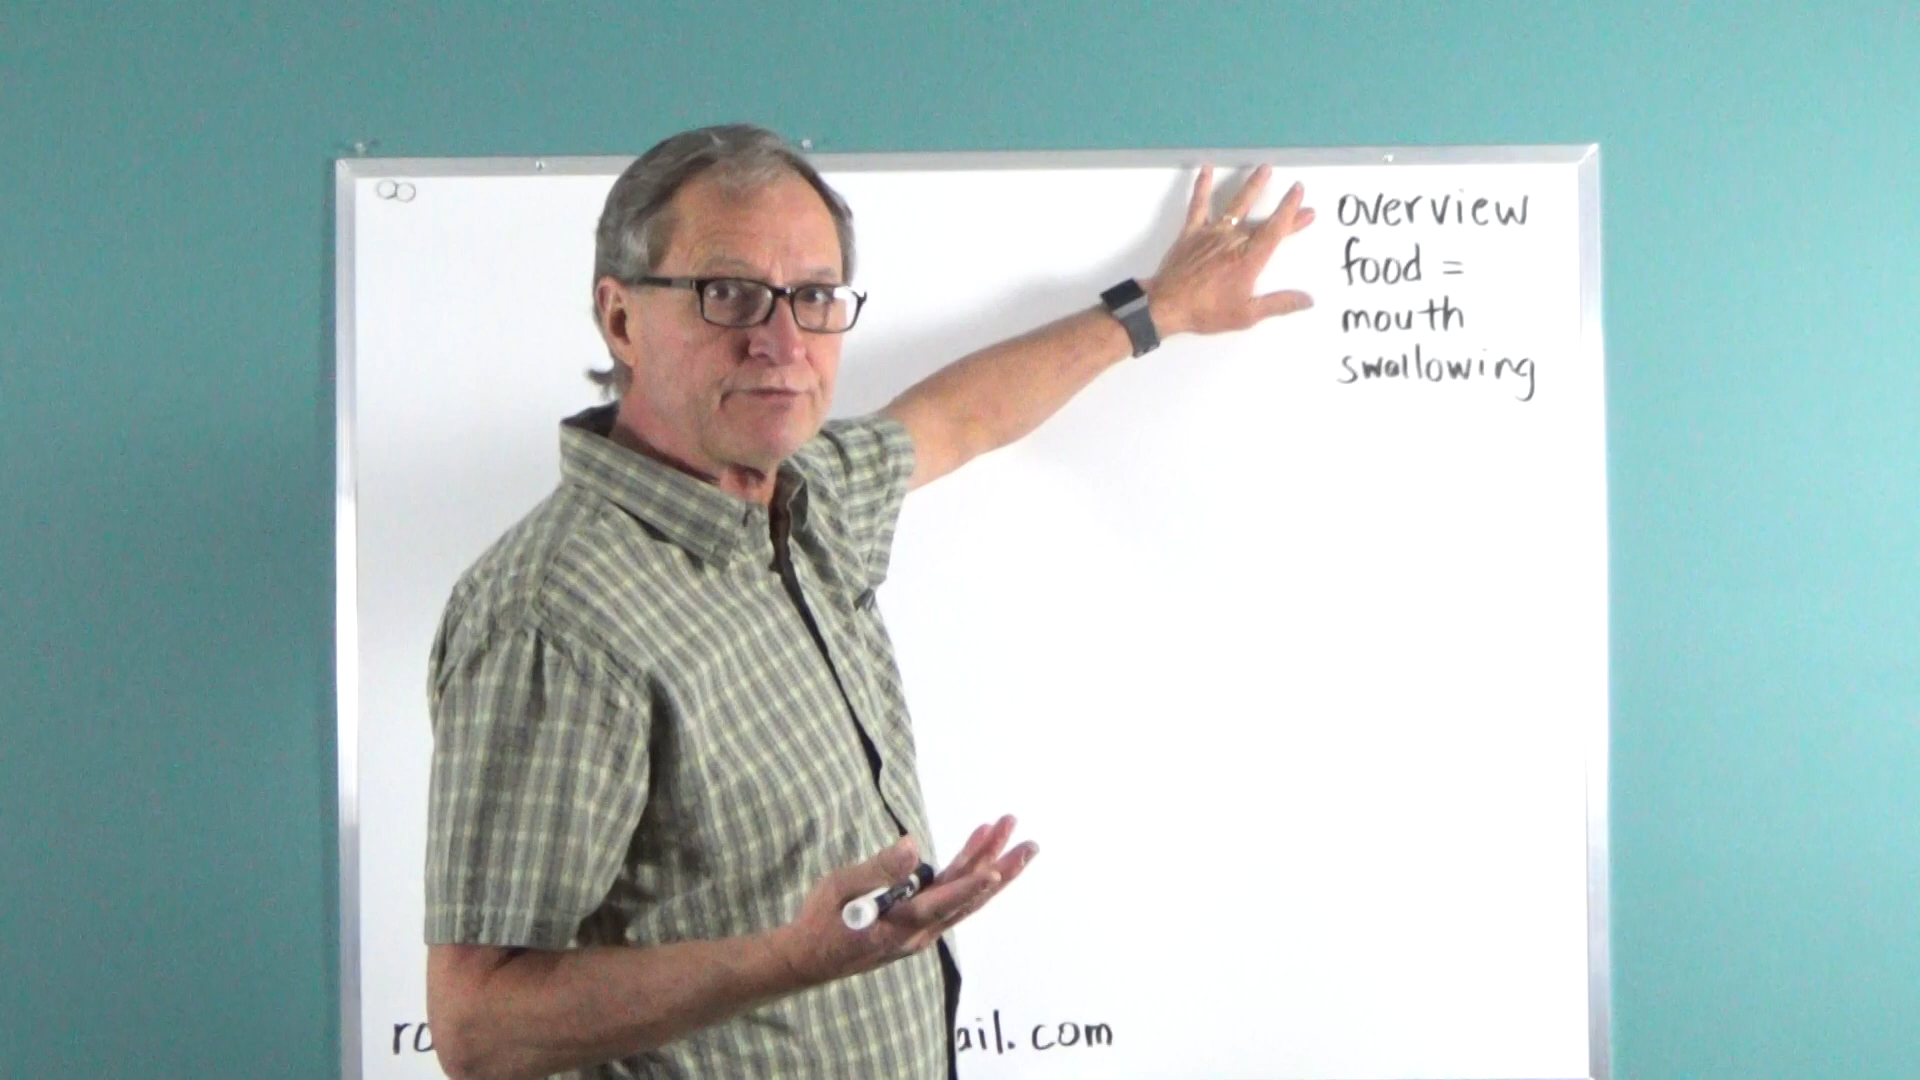 overview
food =
mouth
swallowing
ro ail.com